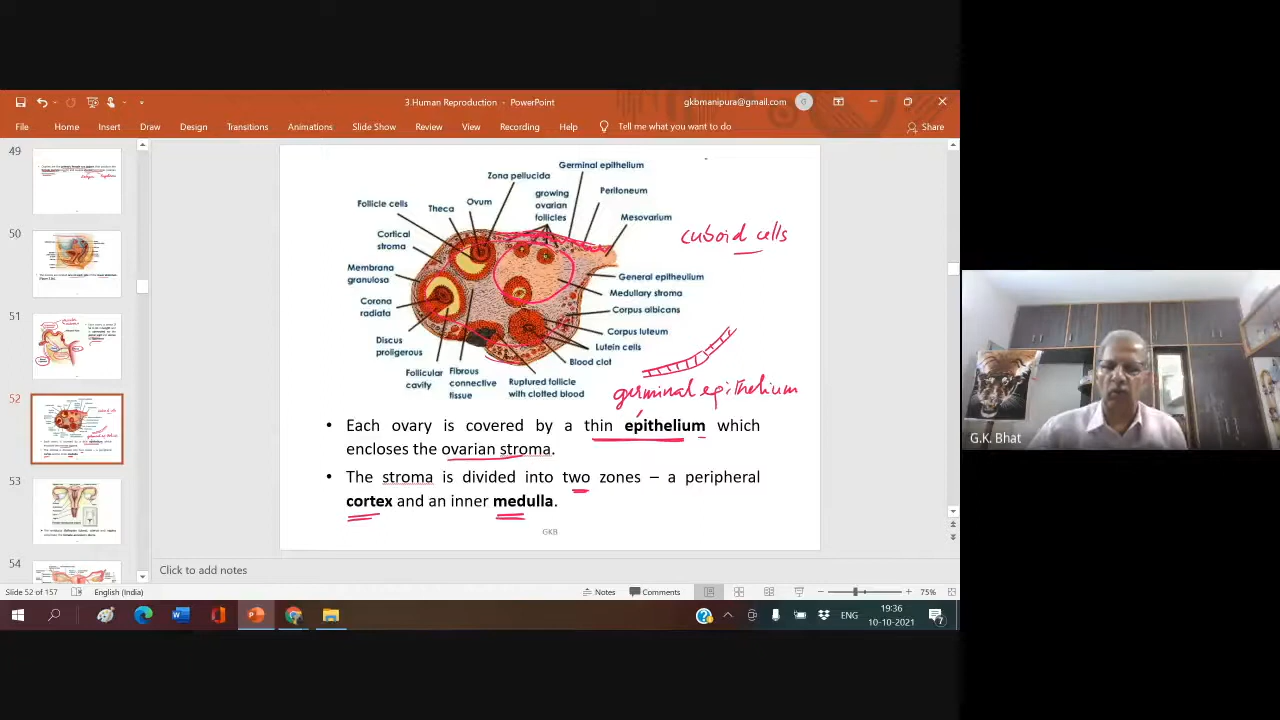 3.Human Reproduction - PowerPoint
gkbmanipura@gmail.com
G
File Home Insert Draw Design Transitions Animations Slide Show Review View Recording Help Tell me what you want to do
Share
49
50
51
52
53
54
Germinal epithelium
Zona pellucida
growing
ovarian
follicles
Peritoneum
Follicle cells
Theca
Ovum
Mesovarium
Cortical
stroma
cuboid cells
Membrana
granulosa
General epitheulium
Medullary stroma
Corona
radiata
Corpus albicans
Corpus luteum
Discus
proligerous
Lutein cells
Blood clot
Follicular
cavity
Fibrous
connective
tissue
Ruptured follicle
with clotted blood
germinal epithelium
• Each ovary is covered by a thin epithelium which
encloses the ovarian stroma.
• The stroma is divided into two zones – a peripheral
cortex and an inner medulla.
GKB
Click to add notes
Slide 52 of 157 English (India)
Notes Comments 75%
ENG
19:36
10-10-2021
7
G.K. Bhat